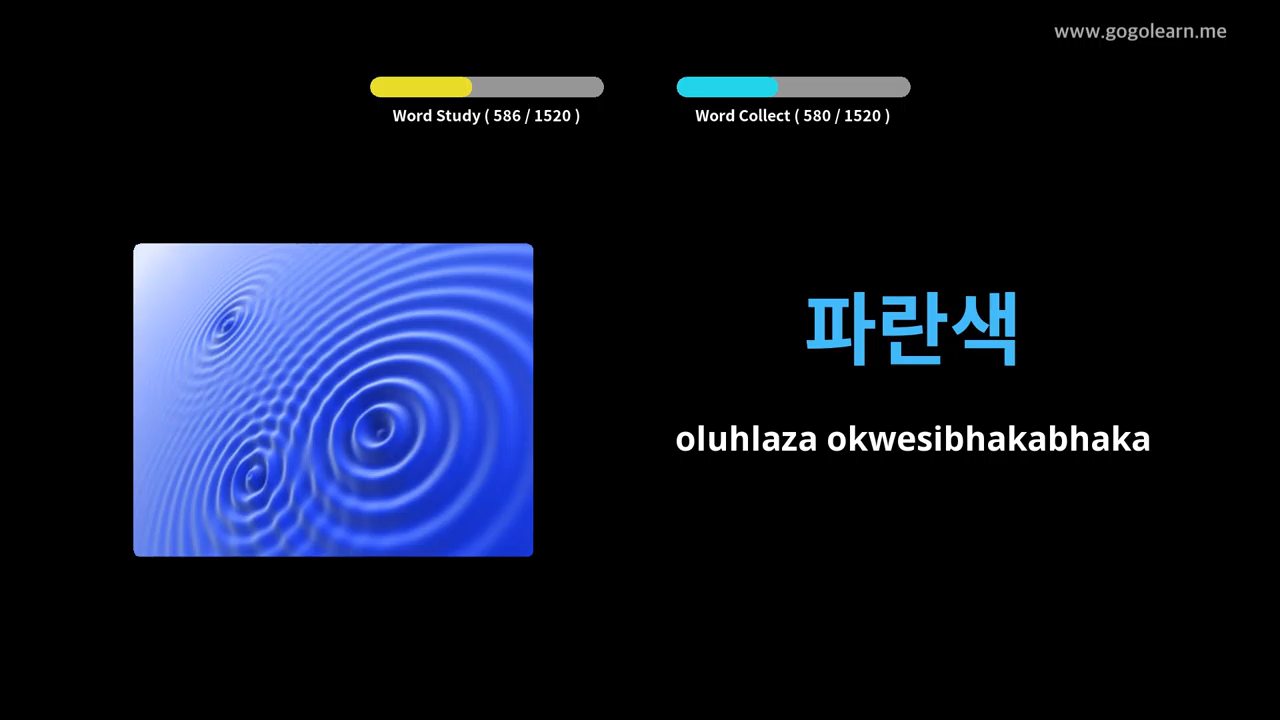 www.gogolearn.me
Word Study ( 586 / 1520 )
Word Collect ( 580 / 1520 )
파란색
oluhlaza okwesibhakabhaka